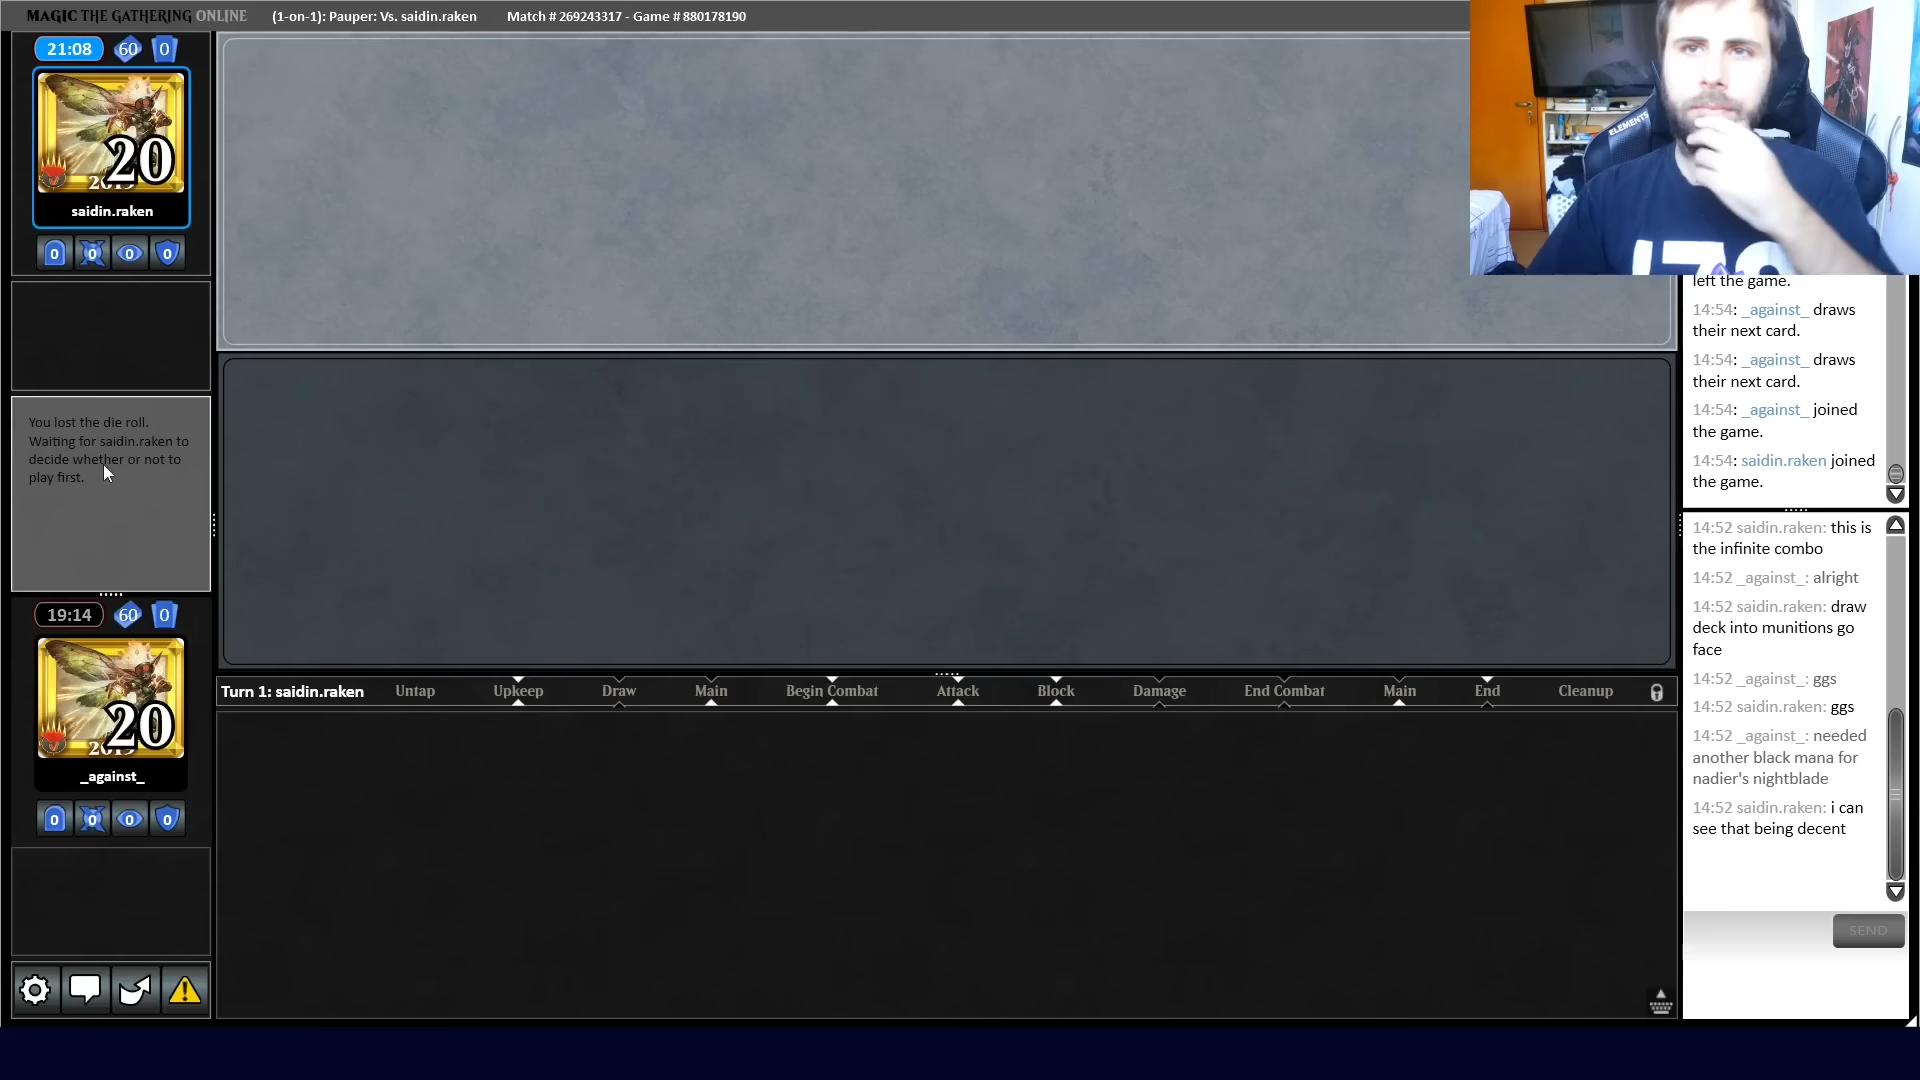 MAGIC THE GATHERING ONLINE
(1-on-1): Pauper: Vs. saidin.raken
Match # 269243317 - Game # 880178190
21:08
60
0
20
saidin.raken
0
0
0
0
You lost the die roll.
Waiting for saidin.raken to
decide whether or not to
play first.
19:14
60
0
20
_against_
0
0
0
0
Turn 1: saidin.raken
Untap
Upkeep
Draw
Main
Begin Combat
Attack
Block
Damage
End Combat
Main
End
Cleanup
ELEMENTS
left the game.
14:54: _against_ draws
their next card.
14:54: _against_ draws
their next card.
14:54: _against_ joined
the game.
14:54: saidin.raken joined
the game.
14:52 saidin.raken: this is
the infinite combo
14:52 _against_: alright
14:52 saidin.raken: draw
deck into munitions go
face
14:52 _against_: ggs
14:52 saidin.raken: ggs
14:52 _against_: needed
another black mana for
nadier's nightblade
14:52 saidin.raken: i can
see that being decent
SEND